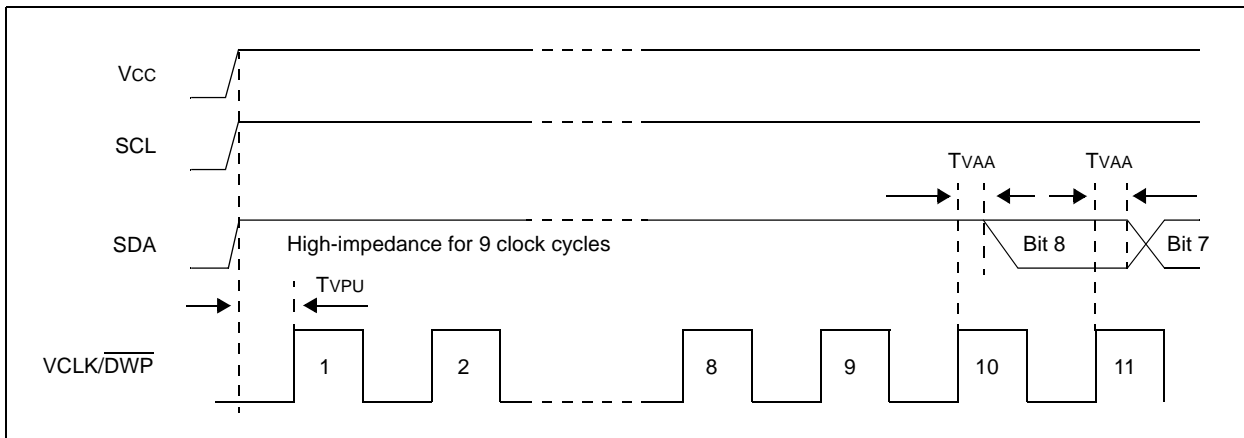 VCC
SCL
TVAA TVAA
SDA
High-impedance for 9 clock cycles
Bit 8
Bit 7
TVPU
VCLK/DWP
1 2 8 9 10 11